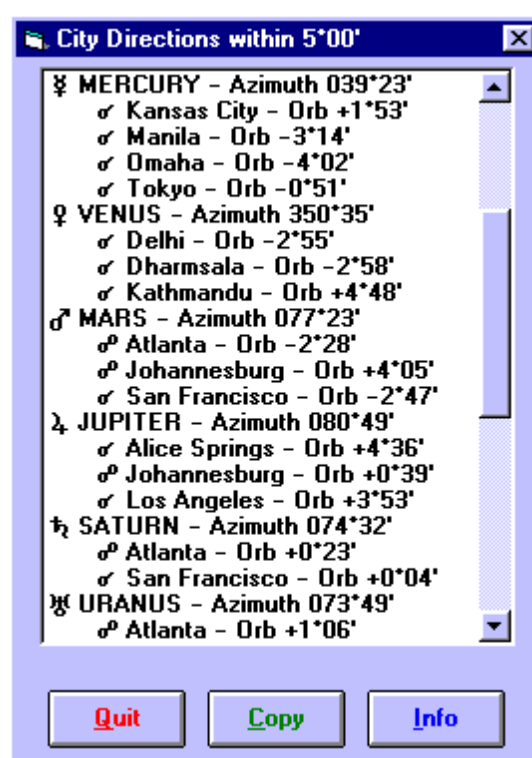 City Directions within 5°00'
☿ MERCURY - Azimuth 039°23'
☌ Kansas City - Orb +1°53'
☌ Manila - Orb -3°14'
☌ Omaha - Orb -4°02'
☌ Tokyo - Orb -0°51'
♀ VENUS - Azimuth 350°35'
☌ Delhi - Orb -2°55'
☌ Dharmsala - Orb -2°58'
☌ Kathmandu - Orb +4°48'
♂ MARS - Azimuth 077°23'
☍ Atlanta - Orb -2°28'
☍ Johannesburg - Orb +4°05'
☌ San Francisco - Orb -2°47'
♃ JUPITER - Azimuth 080°49'
☌ Alice Springs - Orb +4°36'
☍ Johannesburg - Orb +0°39'
☌ Los Angeles - Orb +3°53'
♄ SATURN - Azimuth 074°32'
☍ Atlanta - Orb +0°23'
☌ San Francisco - Orb +0°04'
♅ URANUS - Azimuth 073°49'
☍ Atlanta - Orb +1°06'
Quit Copy Info